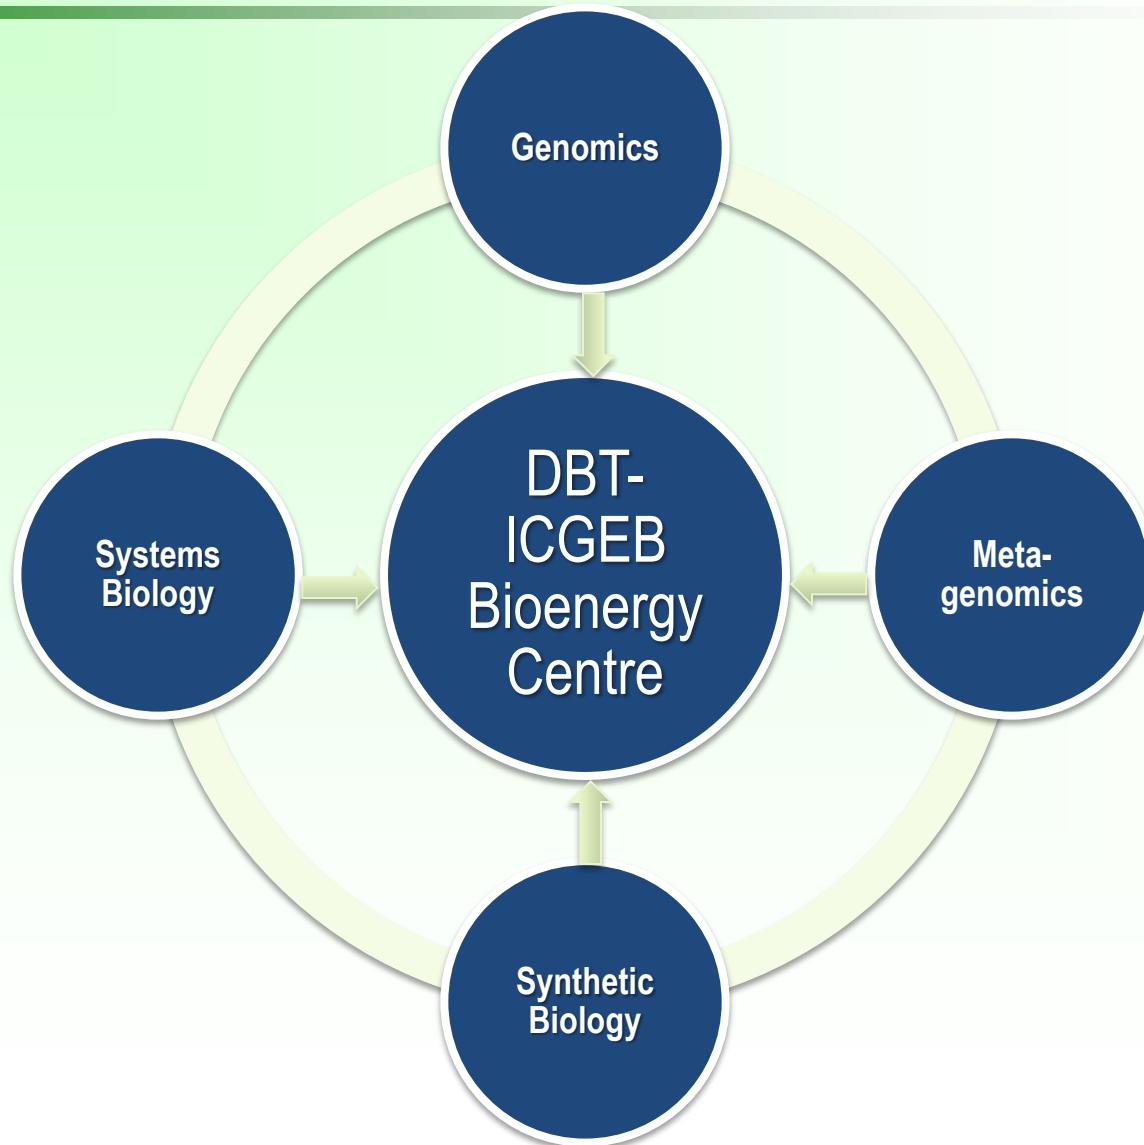 Genomics
Systems
Biology
DBT-
ICGEB
Bioenergy
Centre
Meta-
genomics
Synthetic
Biology